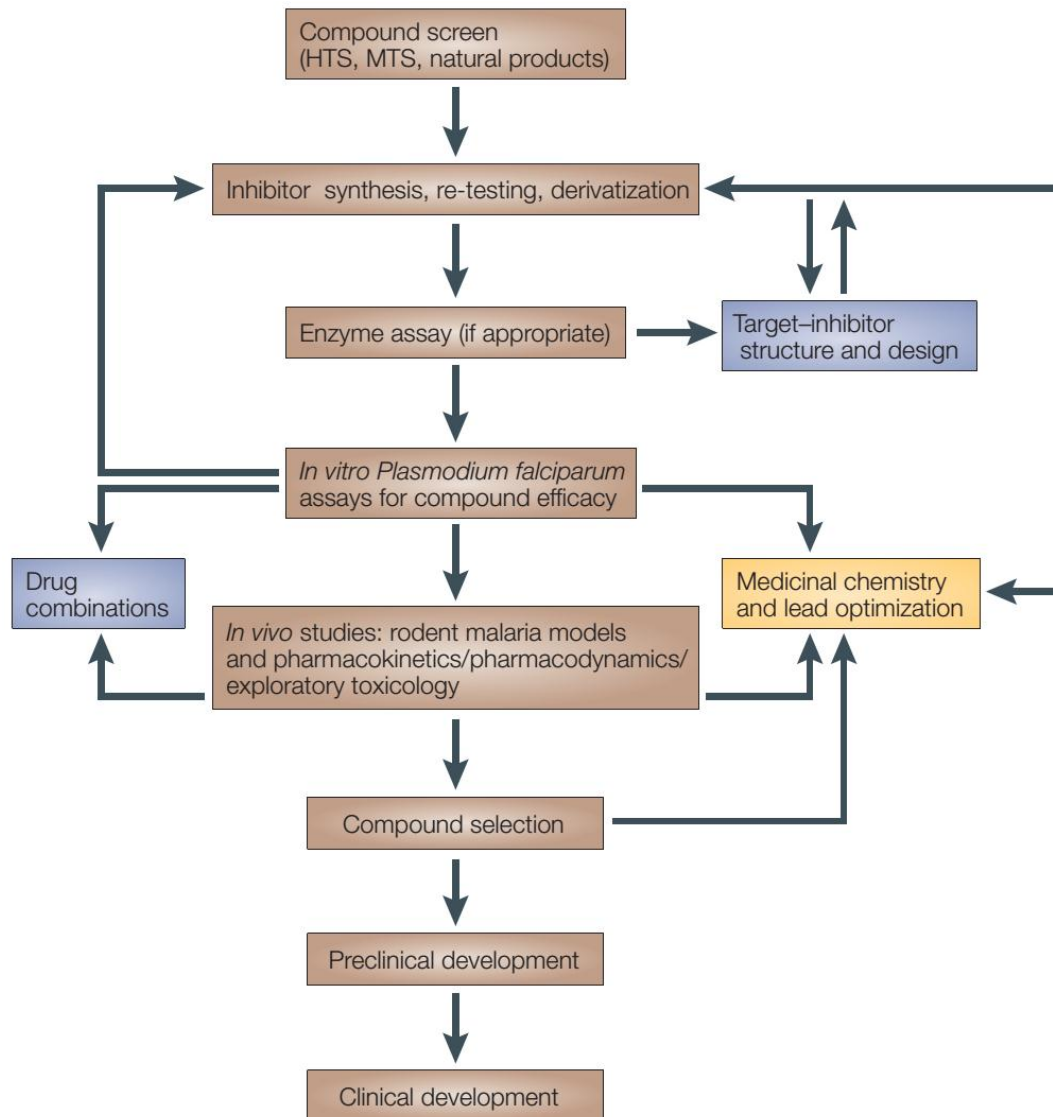 Compound screen
(HTS, MTS, natural products)
Inhibitor synthesis, re-testing, derivatization
Enzyme assay (if appropriate)
Target–inhibitor
structure and design
In vitro Plasmodium falciparum
assays for compound efficacy
Drug
combinations
Medicinal chemistry
and lead optimization
In vivo studies: rodent malaria models
and pharmacokinetics/pharmacodynamics/
exploratory toxicology
Compound selection
Preclinical development
Clinical development